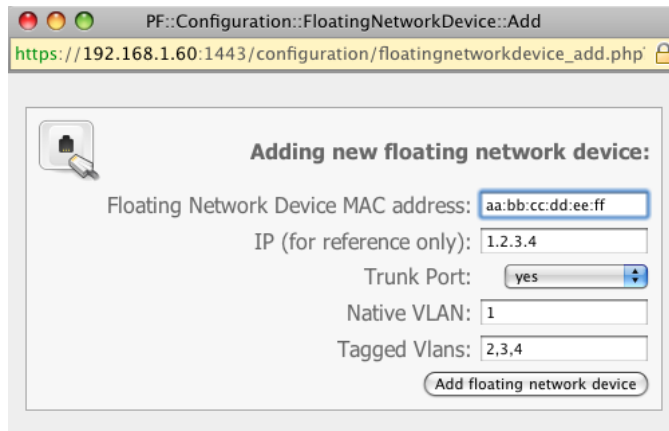 PF::Configuration::FloatingNetworkDevice::Add
https://192.168.1.60:1443/configuration/floatingnetworkdevice_add.php
Adding new floating network device:
Floating Network Device MAC address: aa:bb:cc:dd:ee:ff
IP (for reference only): 1.2.3.4
Trunk Port: yes
Native VLAN: 1
Tagged Vlans: 2,3,4
Add floating network device